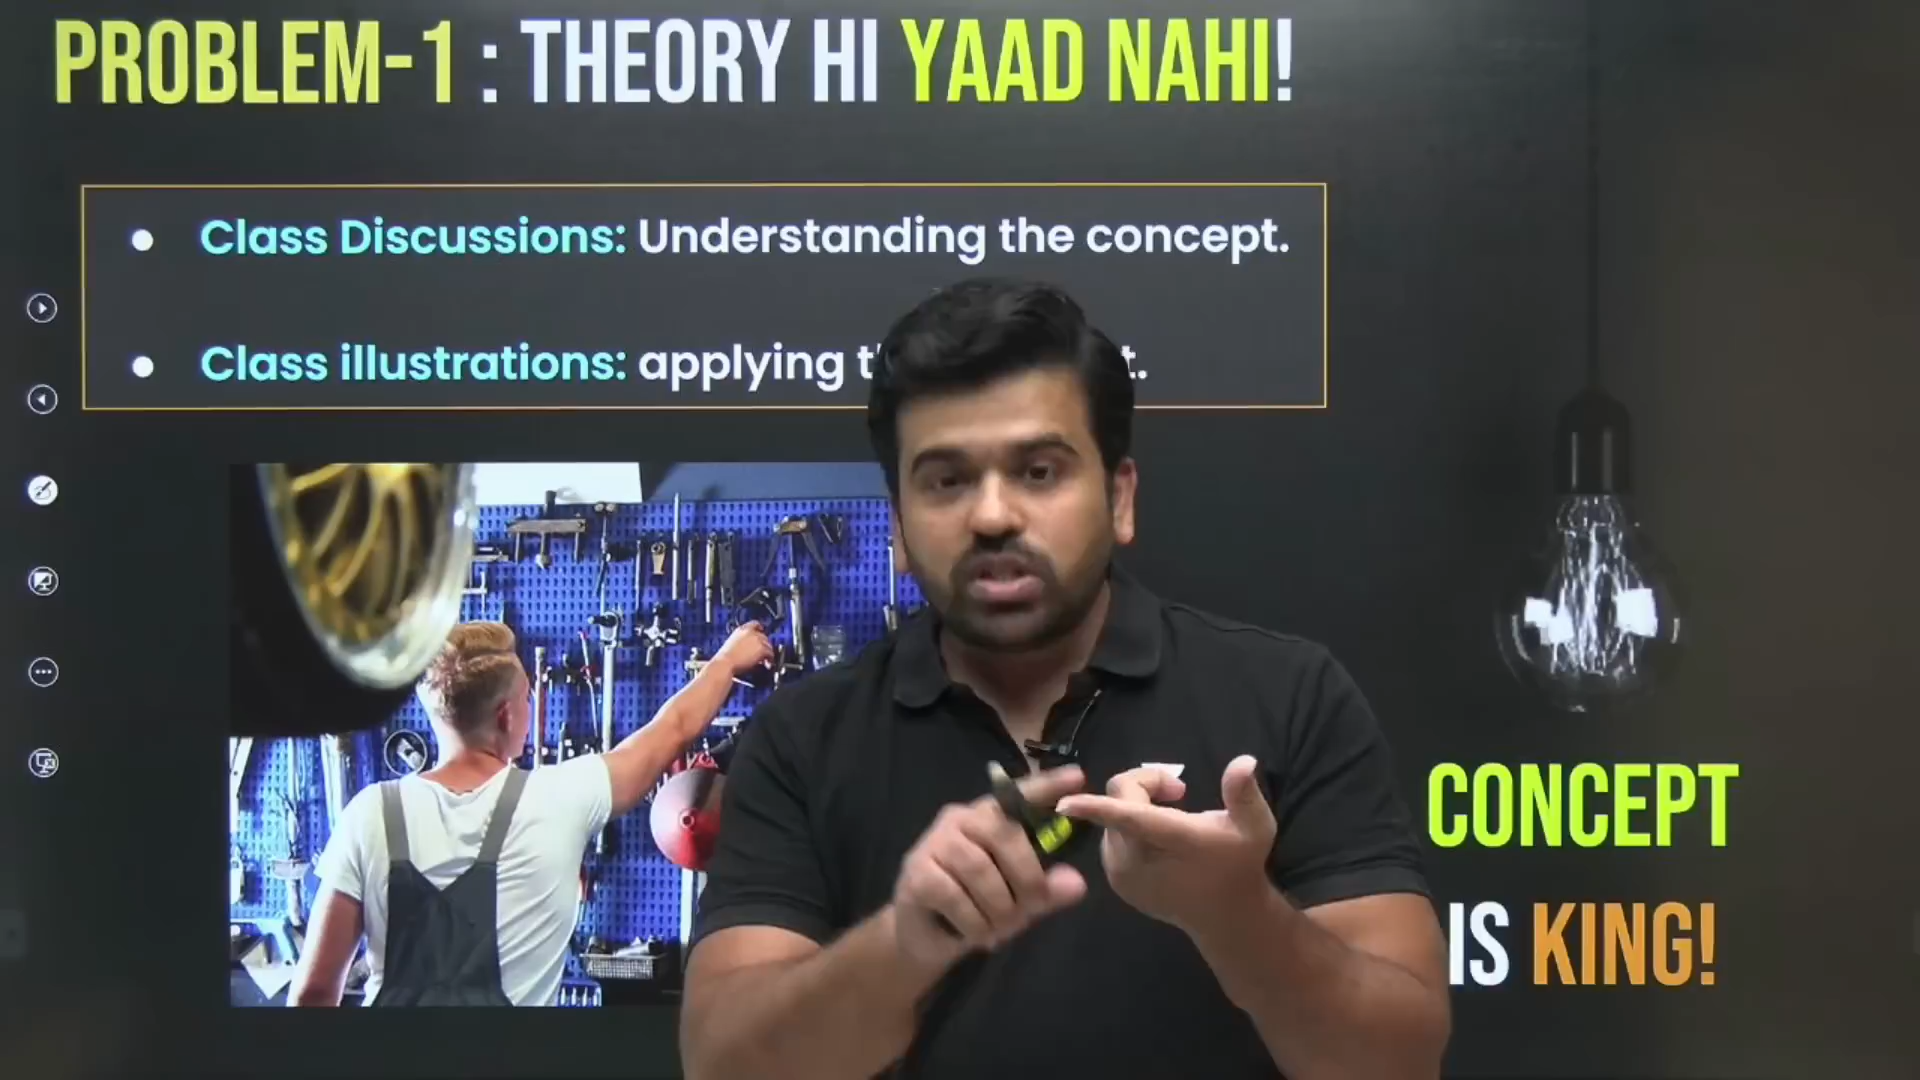 PROBLEM-1 : THEORY HI YAAD NAHI!
Class Discussions: Understanding the concept.
Class illustrations: applying
CONCEPT
IS KING!